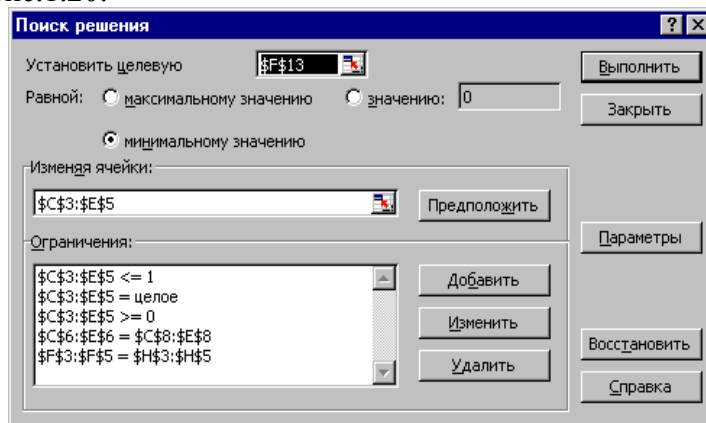 Поиск решения
Установить целевую $F$13
Равной: максимальному значению значению: 0
минимальному значению
Изменяя ячейки:
$C$3:$E$5 Предположить
Ограничения:
$C$3:$E$5 <= 1
$C$3:$E$5 = целое
$C$3:$E$5 >= 0
$C$6:$E$6 = $C$8:$E$8
$F$3:$F$5 = $H$3:$H$5
Добавить
Изменить
Удалить
Выполнить
Закрыть
Параметры
Восстановить
Справка